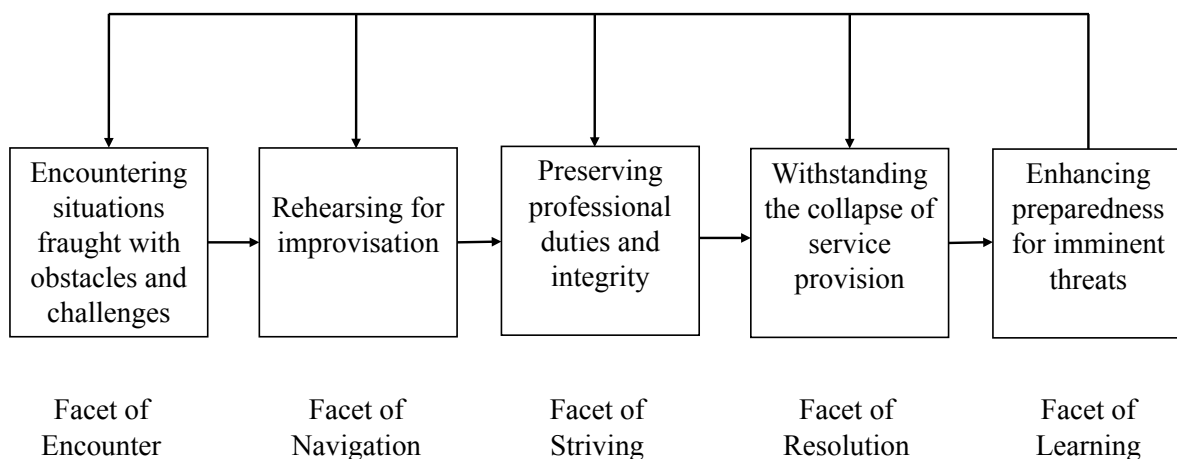 Encountering
situations
fraught with
obstacles and
challenges
Rehearsing for
improvisation
Preserving
professional
duties and
integrity
Withstanding
the collapse of
service
provision
Enhancing
preparedness
for imminent
threats
Facet of
Encounter
Facet of
Navigation
Facet of
Striving
Facet of
Resolution
Facet of
Learning